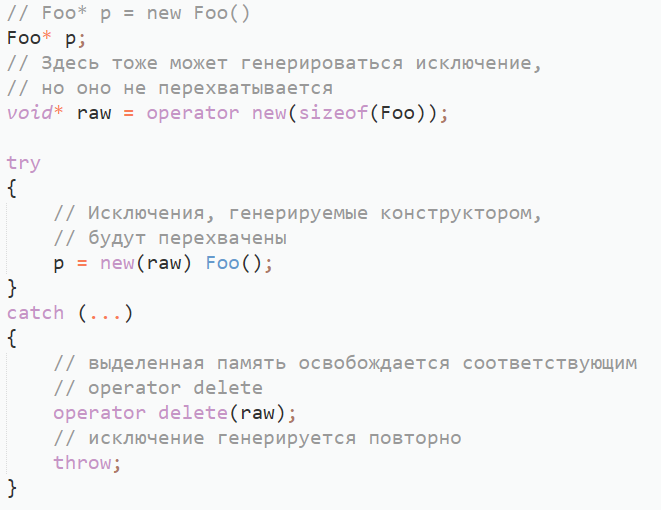 // Foo* p = new Foo()
Foo* p;
// Здесь тоже может генерироваться исключение,
// но оно не перехватывается
void* raw = operator new(sizeof(Foo));
try
{
// Исключения, генерируемые конструктором,
// будут перехвачены
p = new(raw) Foo();
}
catch (...)
{
// выделенная память освобождается соответствующим
// operator delete
operator delete(raw);
// исключение генерируется повторно
throw;
}